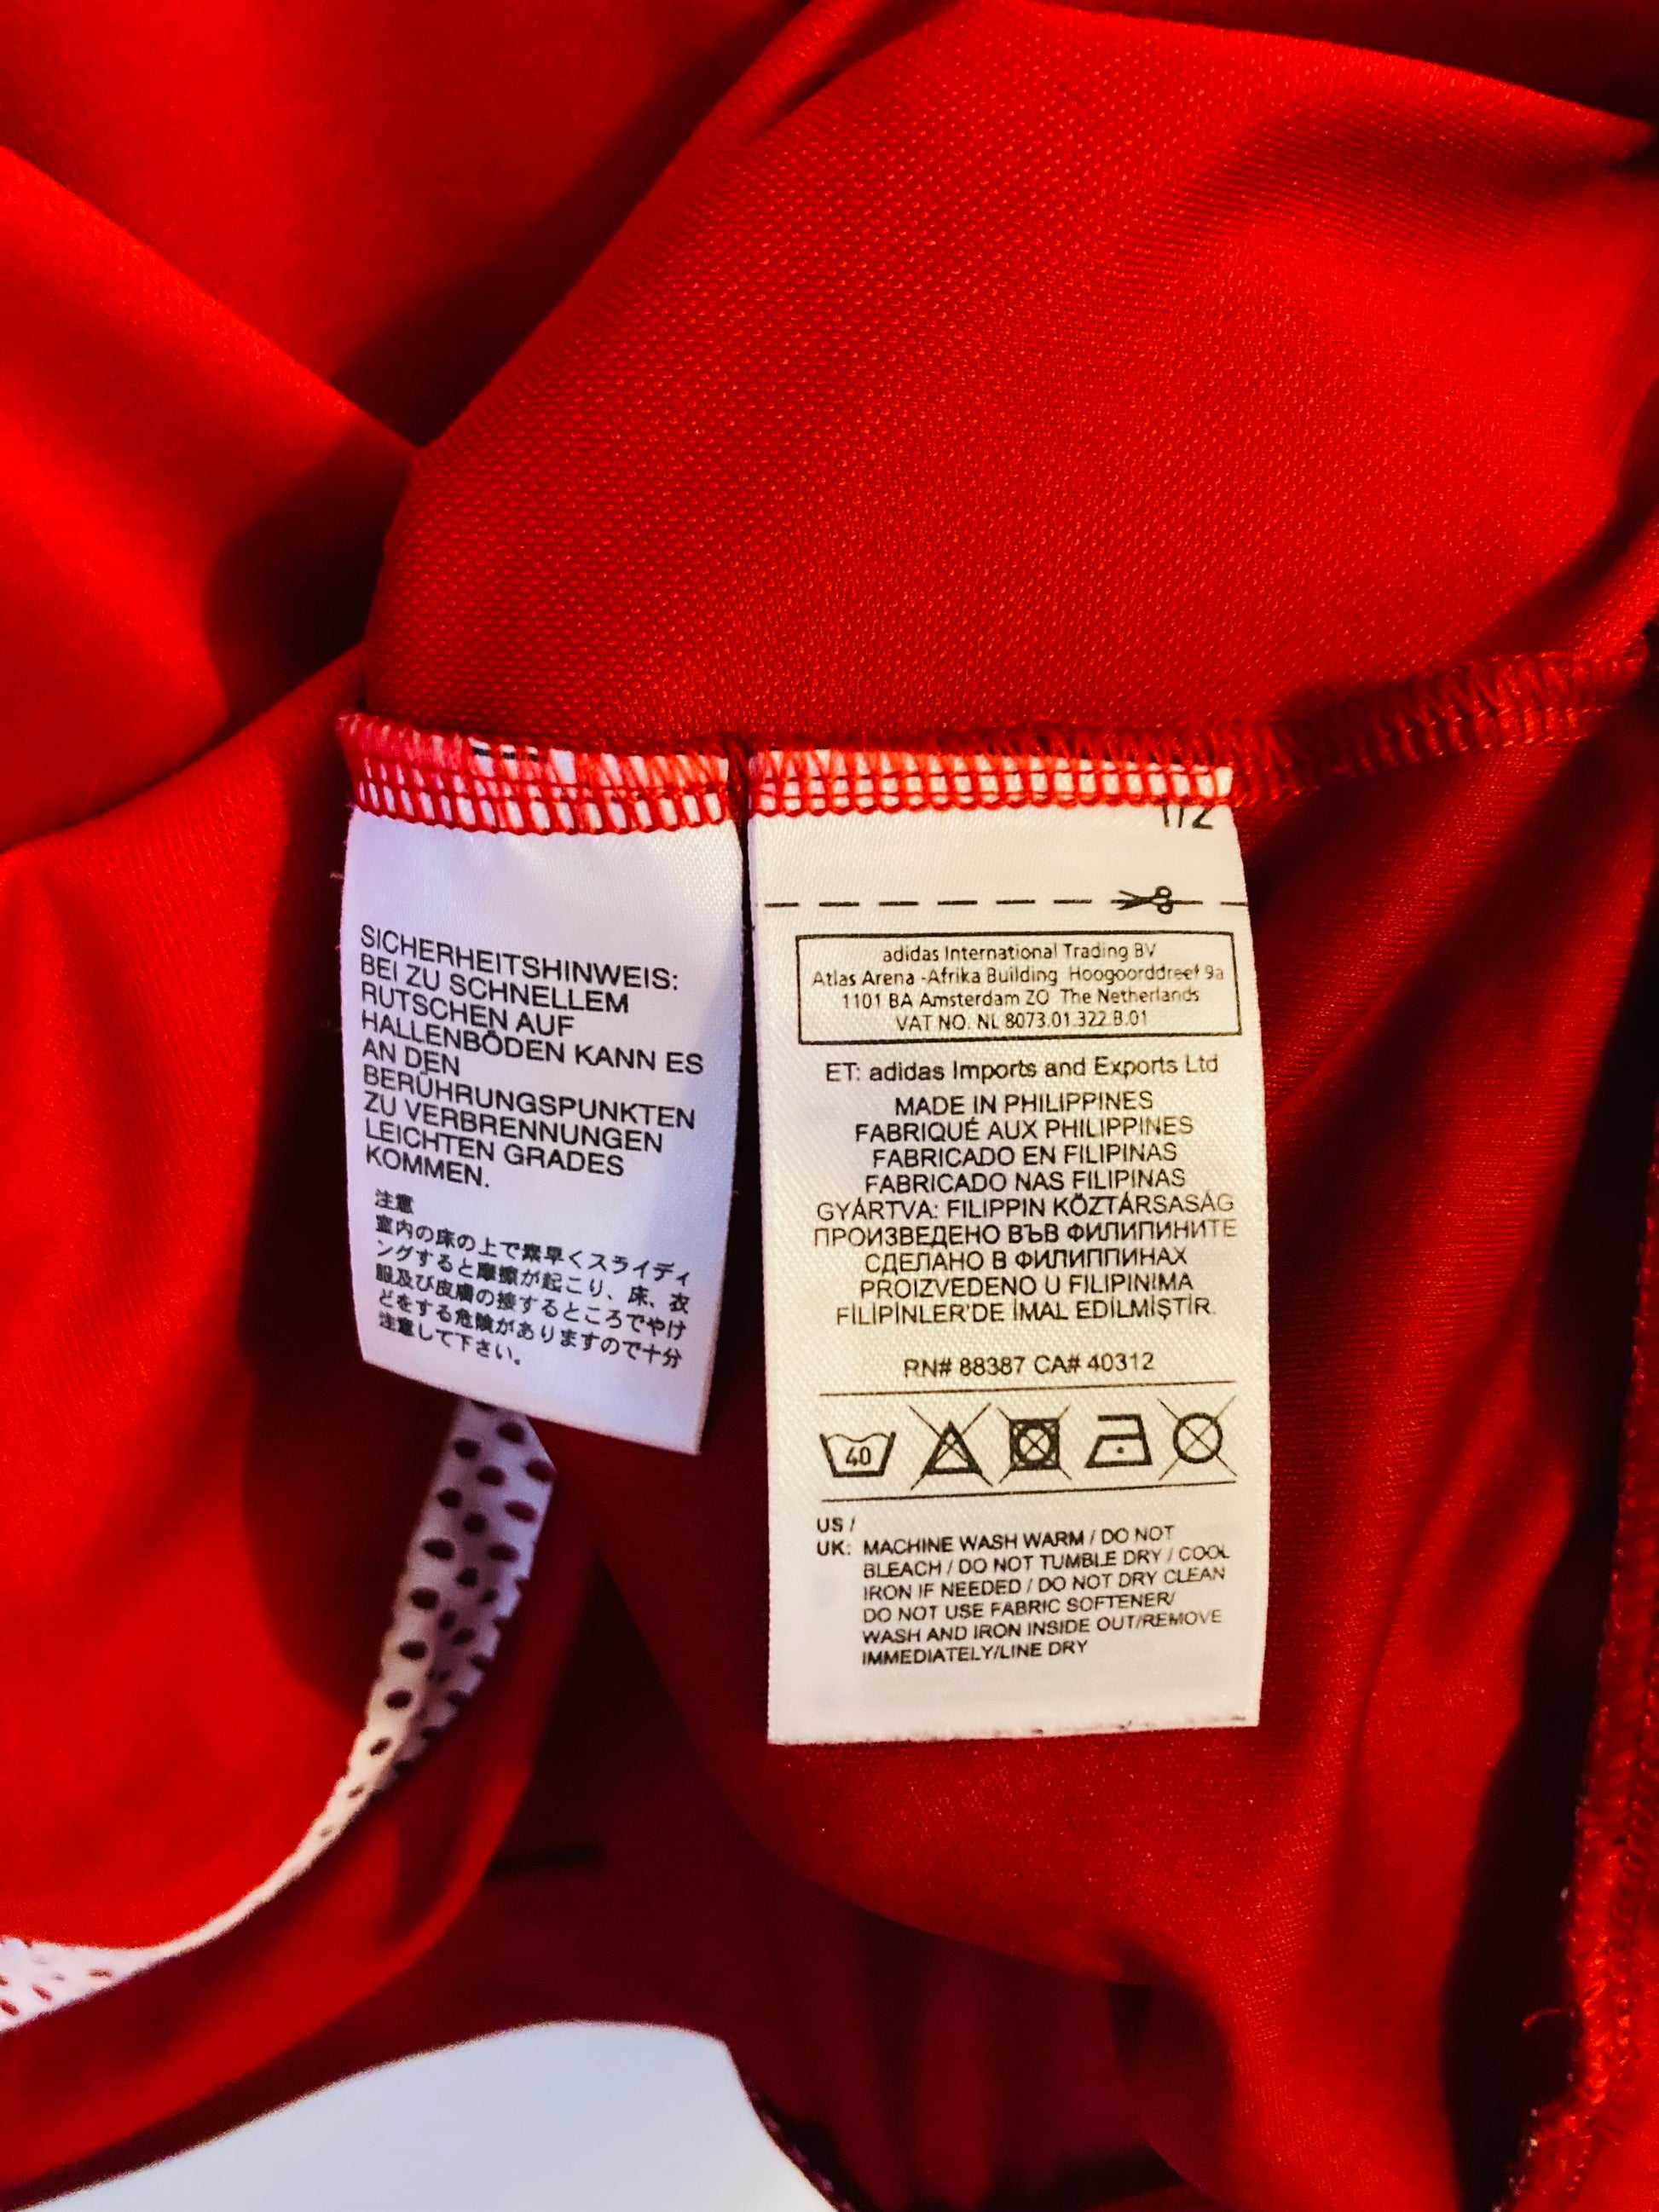 SICHERHEITSHINWEIS:
BEI ZU SCHNELLEM
RUTSCHEN AUF
HALLENBÖDEN KANN ES
AN DEN
BERÜHRUNGSPUNKTEN
ZU VERBRENNUNGEN
LEICHTEN GRADES
KOMMEN.
注意
室内の床の上で素早くスライディ
ングすると摩擦が起こり、床、衣
服及び皮膚の接するところでやけ
どをする危険がありますので十分
注意して下さい。
1/2
adidas International Trading BV
Atlas Arena -Afrika Building Hoogoorddreef 9a
1101 BA Amsterdam ZO The Netherlands
VAT NO. NL 8073.01.322.B.01
ET: adidas Imports and Exports Ltd
MADE IN PHILIPPINES
FABRIQUÉ AUX PHILIPPINES
FABRICADO EN FILIPINAS
FABRICADO NAS FILIPINAS
GYÁRTVA: FILIPPIN KÖZTÁRSASÁG
ПРОИЗВЕДЕНО ВЪВ ФИЛИПИНИТЕ
СДЕЛАНО В ФИЛИППИНАХ
PROIZVEDENO U FILIPINIMA
FİLİPİNLER'DE İMAL EDİLMİŞTİR.
RN# 88387 CA# 40312
40
US /
UK: MACHINE WASH WARM / DO NOT
BLEACH / DO NOT TUMBLE DRY / COOL
IRON IF NEEDED / DO NOT DRY CLEAN
DO NOT USE FABRIC SOFTENER/
WASH AND IRON INSIDE OUT/REMOVE
IMMEDIATELY/LINE DRY